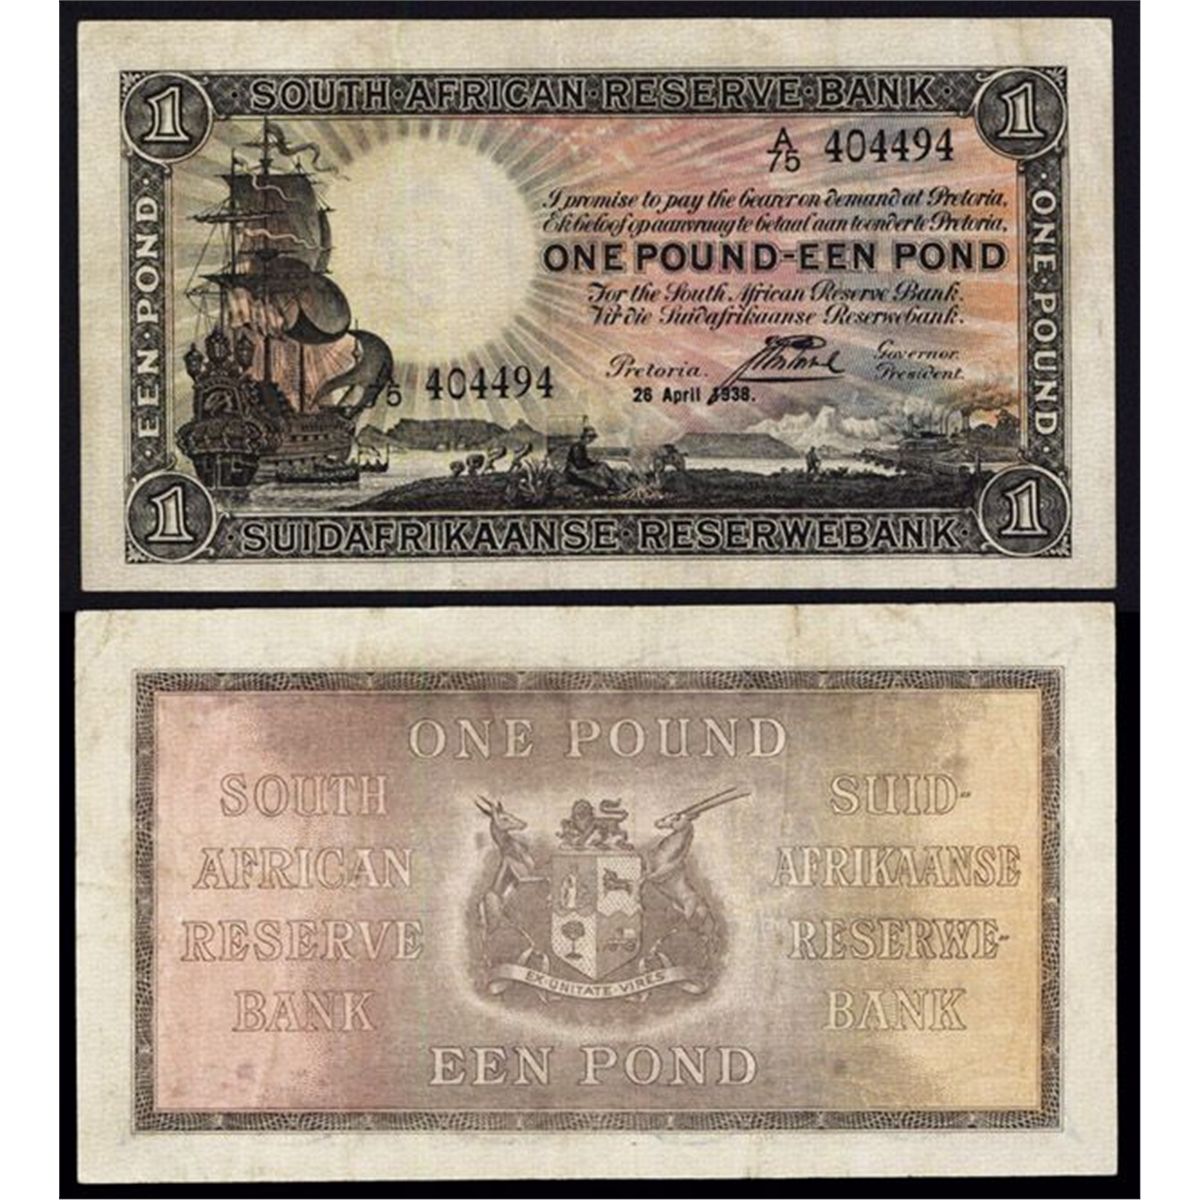 1
· SOUTH · AFRICAN · RESERVE · BANK ·
1
A/75 404494
I promise to pay the bearer on demand at Pretoria,
Ek beloof op aanvraag te betaal aan toonder te Pretoria,
ONE POUND-EEN POND
For the South African Reserve Bank.
Vir die Suidafrikaanse Reserwebank.
Pretoria.
Governor.
President.
26 April 1938.
A/75 404494
· EEN · POND ·
· ONE · POUND ·
1
· SUIDAFRIKAANSE · RESERWEBANK ·
1
ONE POUND
SOUTH
AFRICAN
RESERVE
BANK
SUID-
AFRIKAANSE
RESERWE-
BANK
EX · UNITATE · VIRES
EEN POND